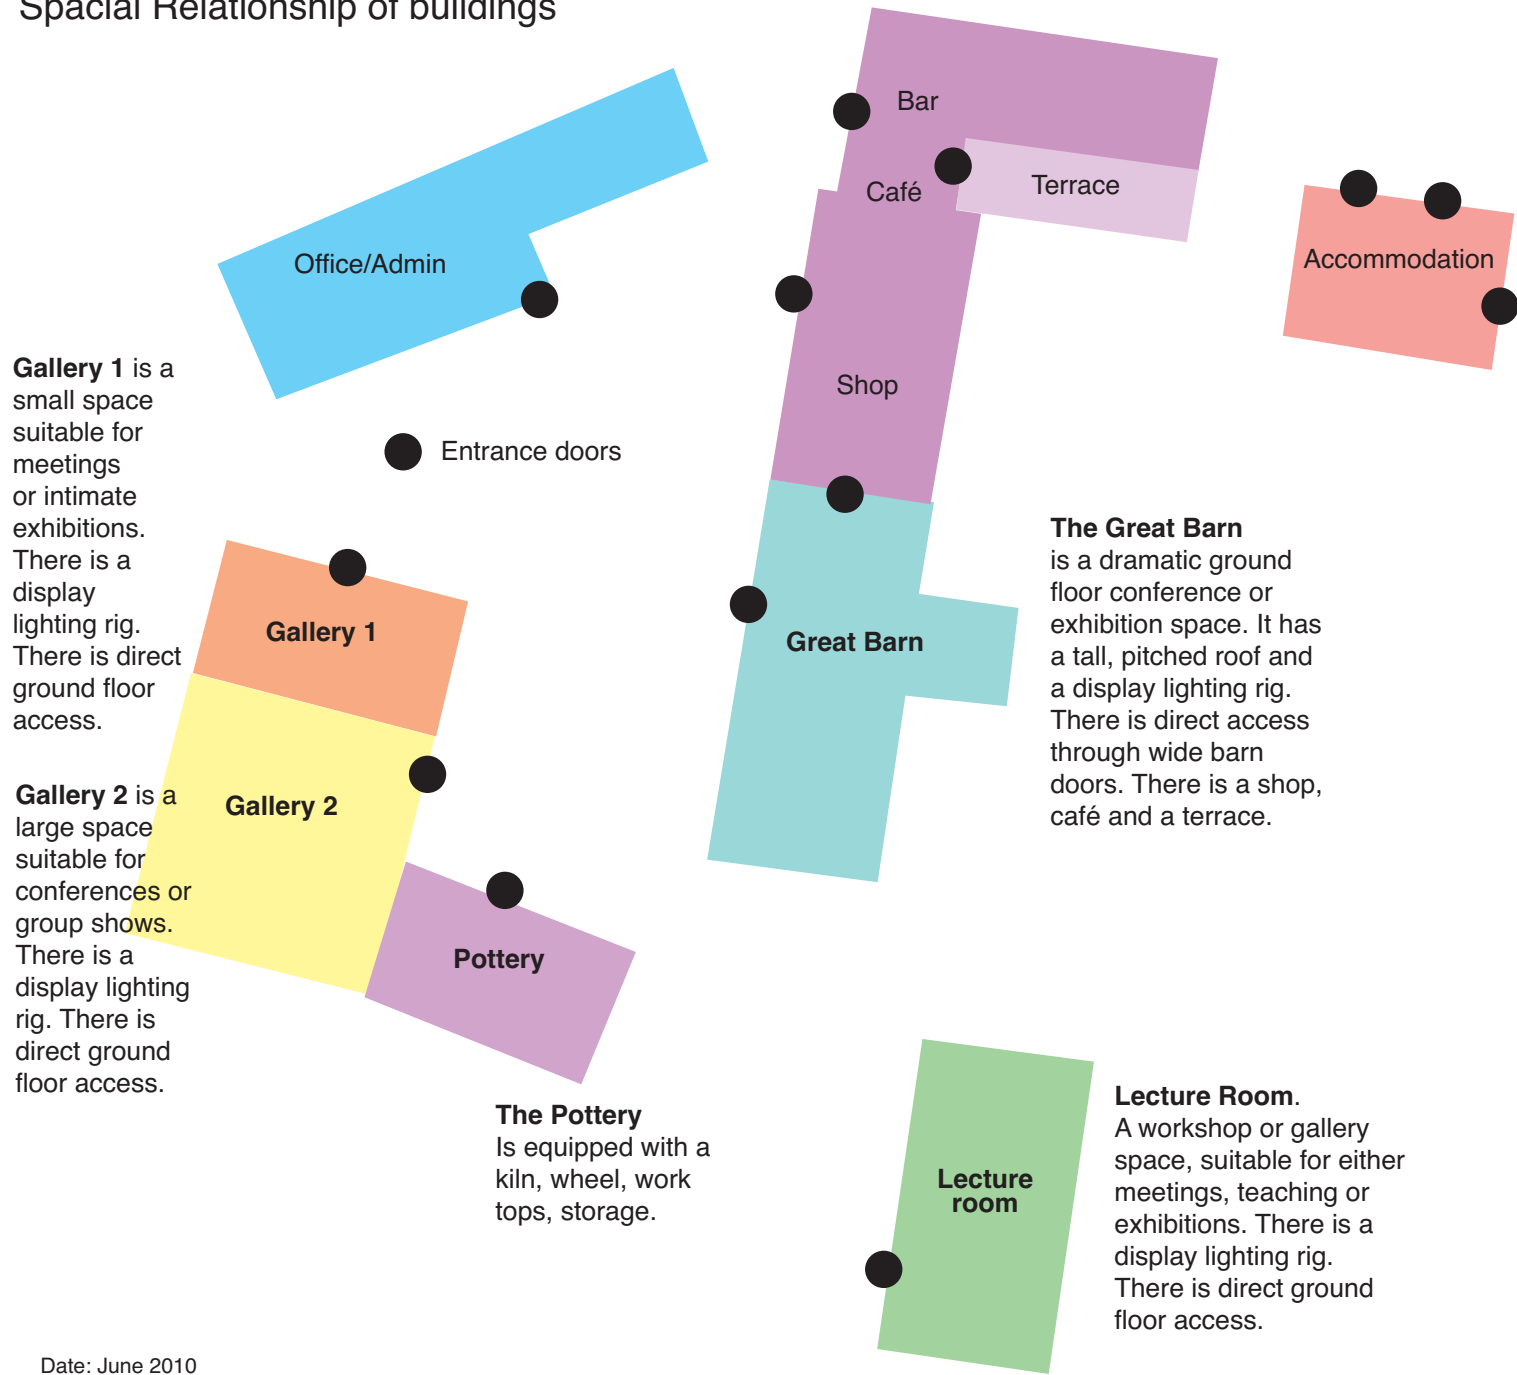 Spacial Relationship of buildings
Bar
Café
Terrace
Accommodation
Office/Admin
Shop
Entrance doors
Gallery 1 is a
small space
suitable for
meetings
or intimate
exhibitions.
There is a
display
lighting rig.
There is direct
ground floor
access.
Gallery 1
Great Barn
The Great Barn
is a dramatic ground
floor conference or
exhibition space. It has
a tall, pitched roof and
a display lighting rig.
There is direct access
through wide barn
doors. There is a shop,
café and a terrace.
Gallery 2 is a
large space
suitable for
conferences or
group shows.
There is a
display lighting
rig. There is
direct ground
floor access.
Gallery 2
Pottery
The Pottery
Is equipped with a
kiln, wheel, work
tops, storage.
Lecture
room
Lecture Room.
A workshop or gallery
space, suitable for either
meetings, teaching or
exhibitions. There is a
display lighting rig.
There is direct ground
floor access.
Date: June 2010